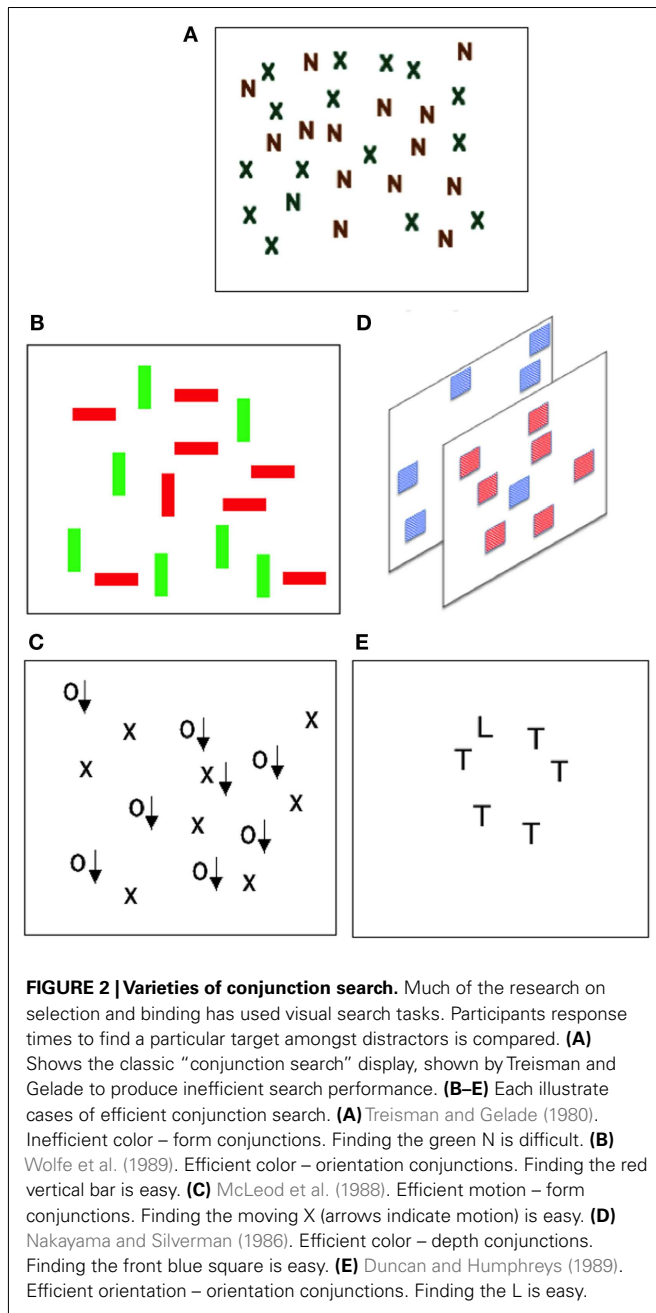 A
N
X N X X X
N X X
X N N
N N N N X
X
X X N N N
N
X X X
N N
X
B
D
C
O
X O X
X X O
O X X
O
O O X
X
E
L T
T T
T T
FIGURE 2 | Varieties of conjunction search. Much of the research on
selection and binding has used visual search tasks. Participants response
times to find a particular target amongst distractors is compared. (A)
Shows the classic “conjunction search” display, shown by Treisman and
Gelade to produce inefficient search performance. (B–E) Each illustrate
cases of efficient conjunction search. (A) Treisman and Gelade (1980).
Inefficient color – form conjunctions. Finding the green N is difficult. (B)
Wolfe et al. (1989). Efficient color – orientation conjunctions. Finding the red
vertical bar is easy. (C) McLeod et al. (1988). Efficient motion – form
conjunctions. Finding the moving X (arrows indicate motion) is easy. (D)
Nakayama and Silverman (1986). Efficient color – depth conjunctions.
Finding the front blue square is easy. (E) Duncan and Humphreys (1989).
Efficient orientation – orientation conjunctions. Finding the L is easy.